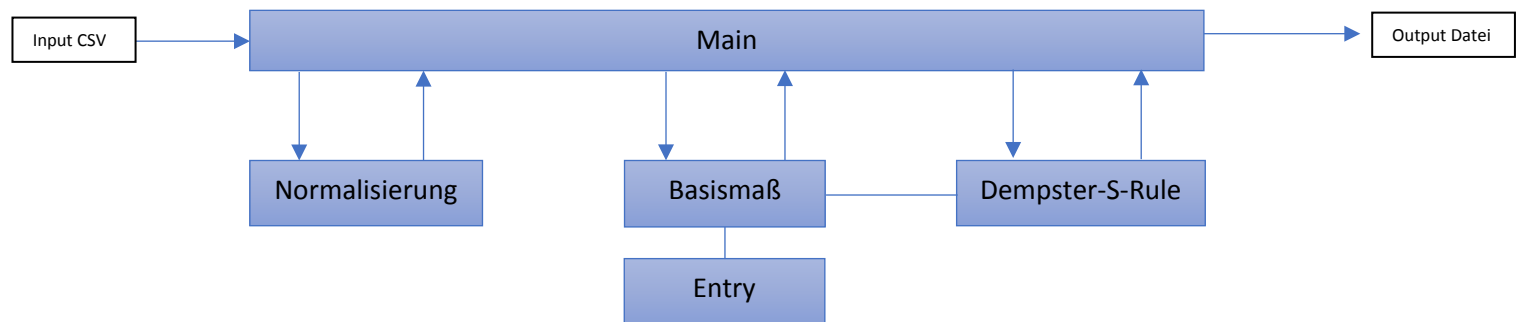 Input CSV
Main
Output Datei
Normalisierung
Basismaß
Dempster-S-Rule
Entry